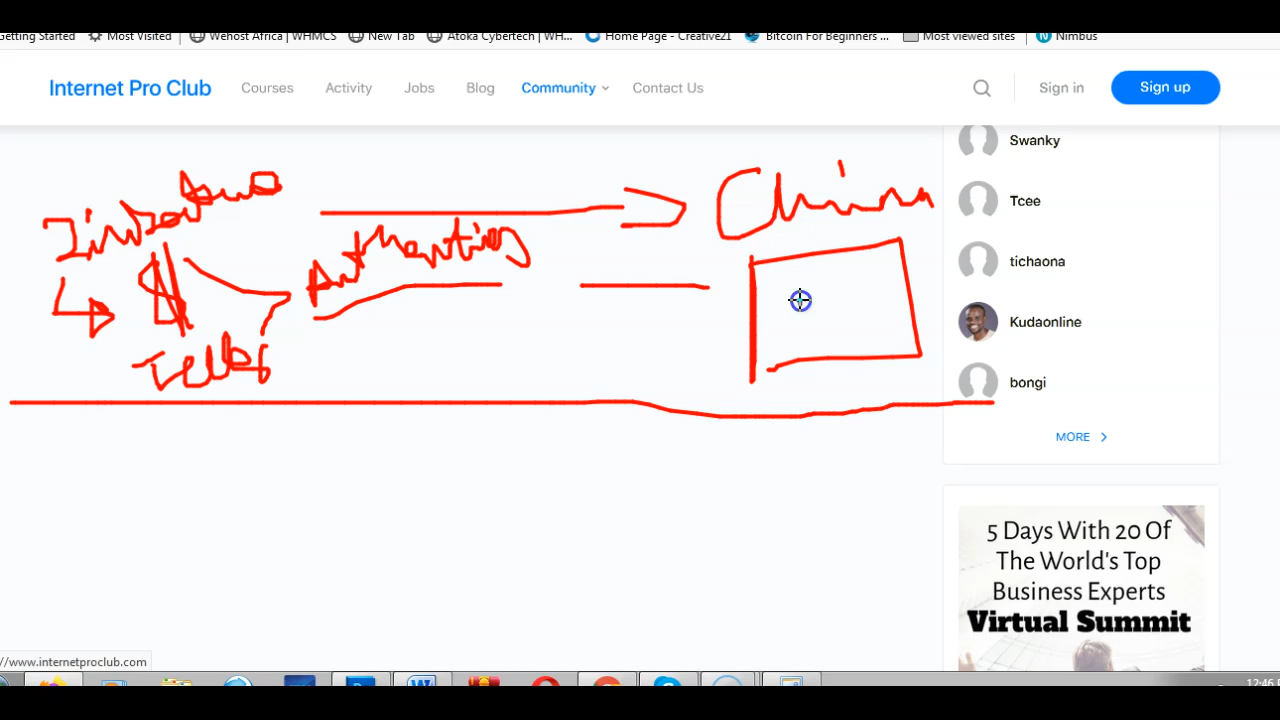 Getting Started Most Visited Wehost Africa | WHMCS New Tab Atoka Cybertech | WH... Home Page - Creative21 Bitcoin For Beginners ... Most viewed sites Nimbus
Internet Pro Club Courses Activity Jobs Blog Community Contact Us Sign in Sign up
Swanky
Tcee
tichaona
Kudaonline
bongi
MORE
China
$
5 Days With 20 Of
The World's Top
Business Experts
Virtual Summit
//www.internetproclub.com
12:46